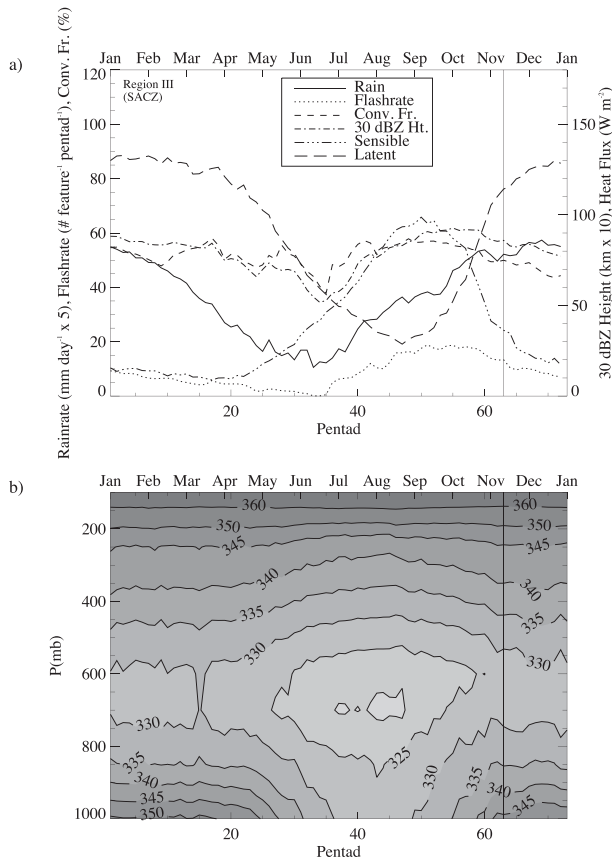 a)
Jan Feb Mar Apr May Jun Jul Aug Sep Oct Nov Dec Jan
Rainrate (mm day⁻¹ x 5), Flashrate (# feature⁻¹ pentad⁻¹), Conv. Fr. (%)
120
100
80
60
40
20
0
Region III
(SACZ)
Rain
Flashrate
Conv. Fr.
30 dBZ Ht.
Sensible
Latent
150
100
50
0
30 dBZ Height (km x 10), Heat Flux (W m⁻²)
20 40 60
Pentad
b)
Jan Feb Mar Apr May Jun Jul Aug Sep Oct Nov Dec Jan
P(mb)
200
400
600
800
1000
360 360
350 350
345 345
340 340
335 335
330 330
330 325
335 330 335
340 340
345 345
350
20 40 60
Pentad